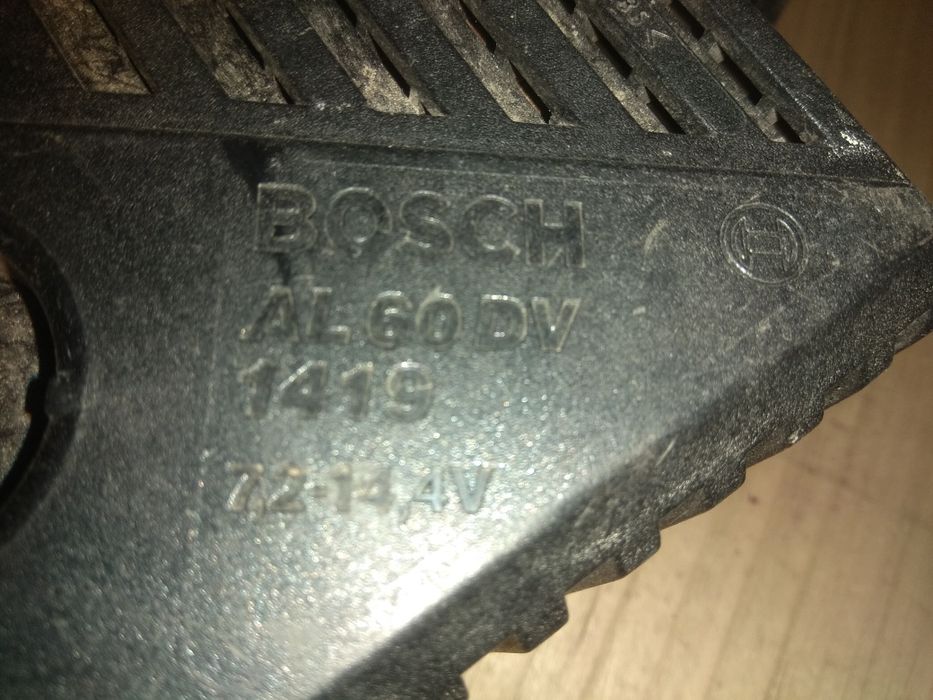 BOSCH
AL 60 DV
1419
7,2-14,4V